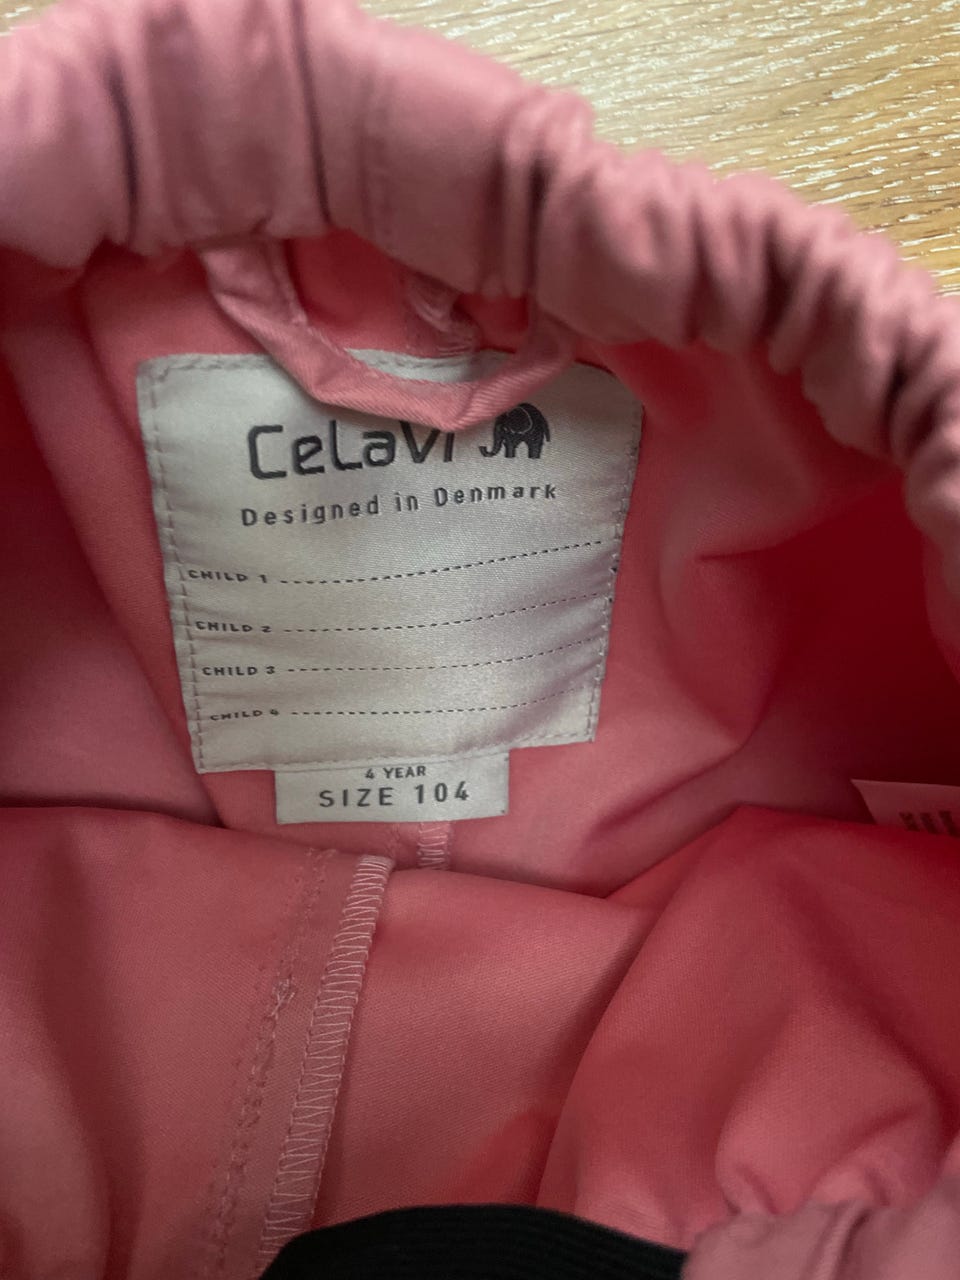 CeLaVi
Designed in Denmark
CHILD 1
CHILD 2
CHILD 3
CHILD 4
4 YEAR
SIZE 104